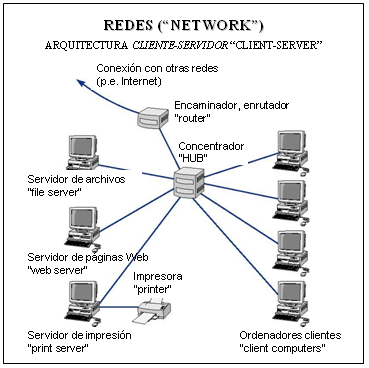 REDES ("NETWORK")
ARQUITECTURA CLIENTE-SERVIDOR "CLIENT-SERVER"
Conexión con otras redes
(p.e. Internet)
Encaminador, enrutador
"router"
Concentrador
"HUB"
Servidor de archivos
"file server"
Servidor de páginas Web
"web server"
Impresora
"printer"
Servidor de impresión
"print server"
Ordenadores clientes
"client computers"